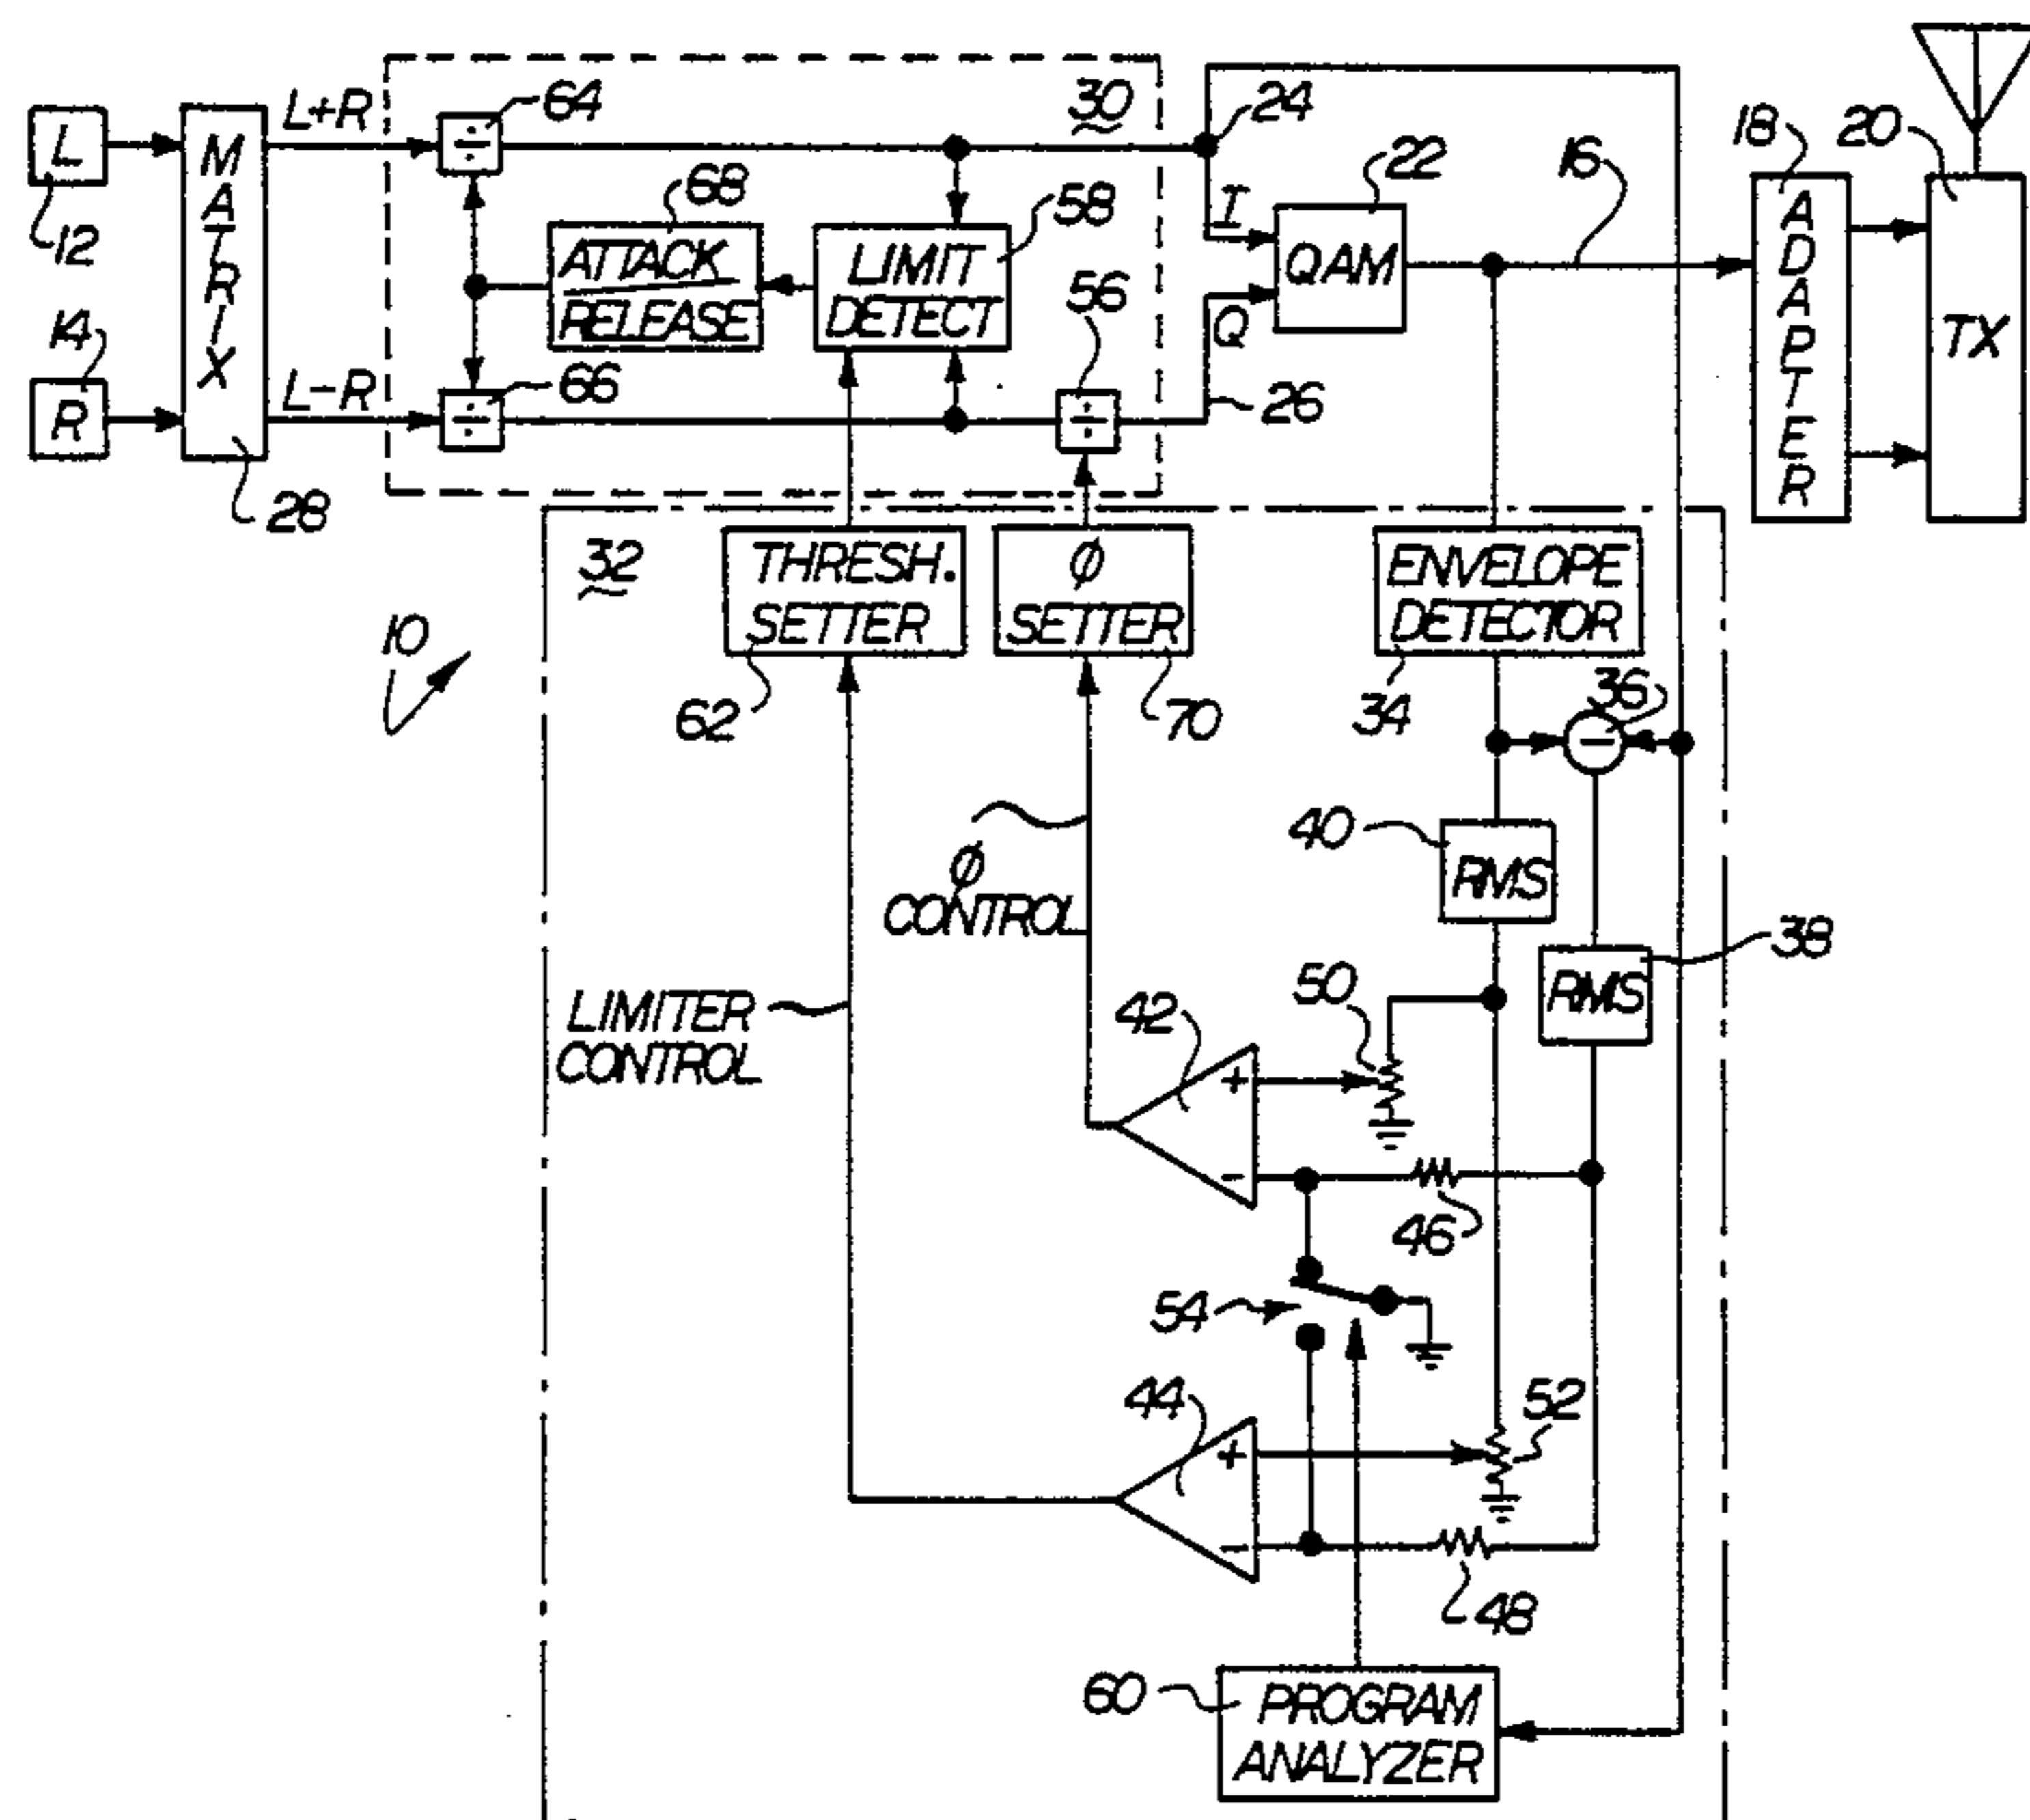 L
12
14
R
MATRIX
28
L+R
L-R
÷
64
68
ATTACK
RELEASE
LIMIT
DETECT
58
30
÷
66
56
÷
24
I
Q
26
22
QAM
16
18
ADAPTER
20
TX
10
32
THRESH.
SETTER
62
Ø
SETTER
70
ENVELOPE
DETECTOR
34
36
−
40
RMS
38
RMS
Ø
CONTROL
LIMITER
CONTROL
42
+
−
50
46
54
44
+
−
52
48
60
PROGRAM
ANALYZER